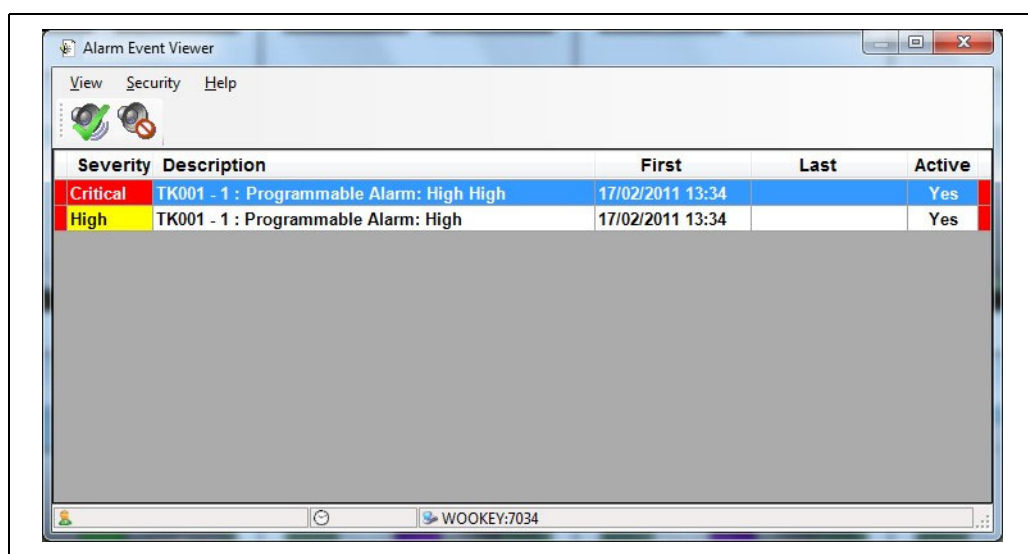 Alarm Event Viewer
View Security Help
Severity Description First Last Active
Critical TK001 - 1 : Programmable Alarm: High High 17/02/2011 13:34 Yes
High TK001 - 1 : Programmable Alarm: High 17/02/2011 13:34 Yes
WOOKEY:7034